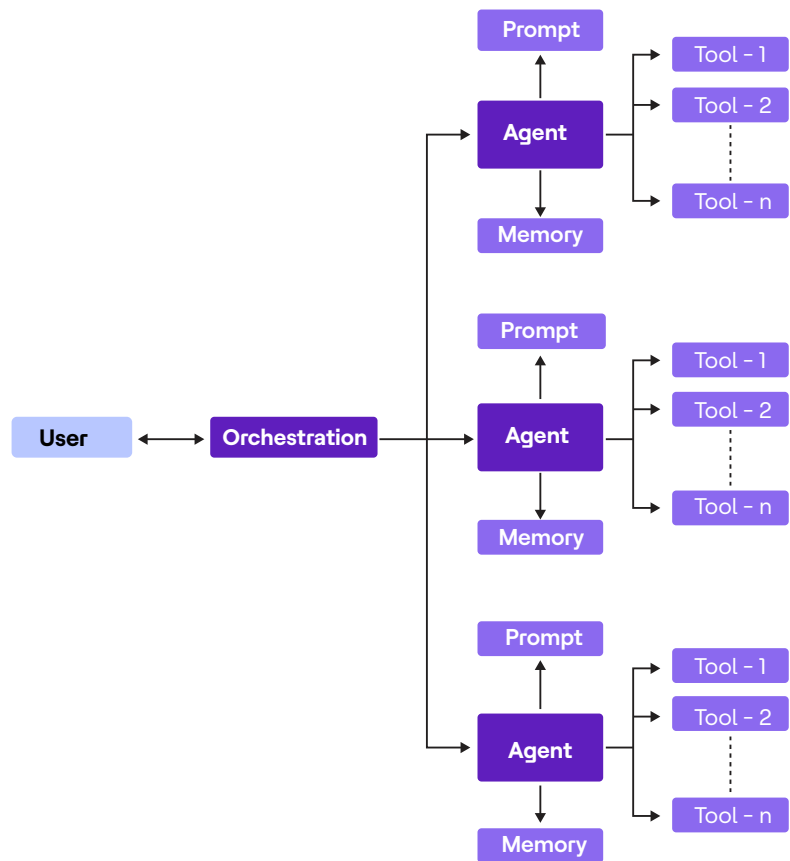 Prompt
Tool - 1
Tool - 2
Agent
Tool - n
Memory
Prompt
Tool - 1
Tool - 2
User
Orchestration
Agent
Tool - n
Memory
Prompt
Tool - 1
Tool - 2
Agent
Tool - n
Memory